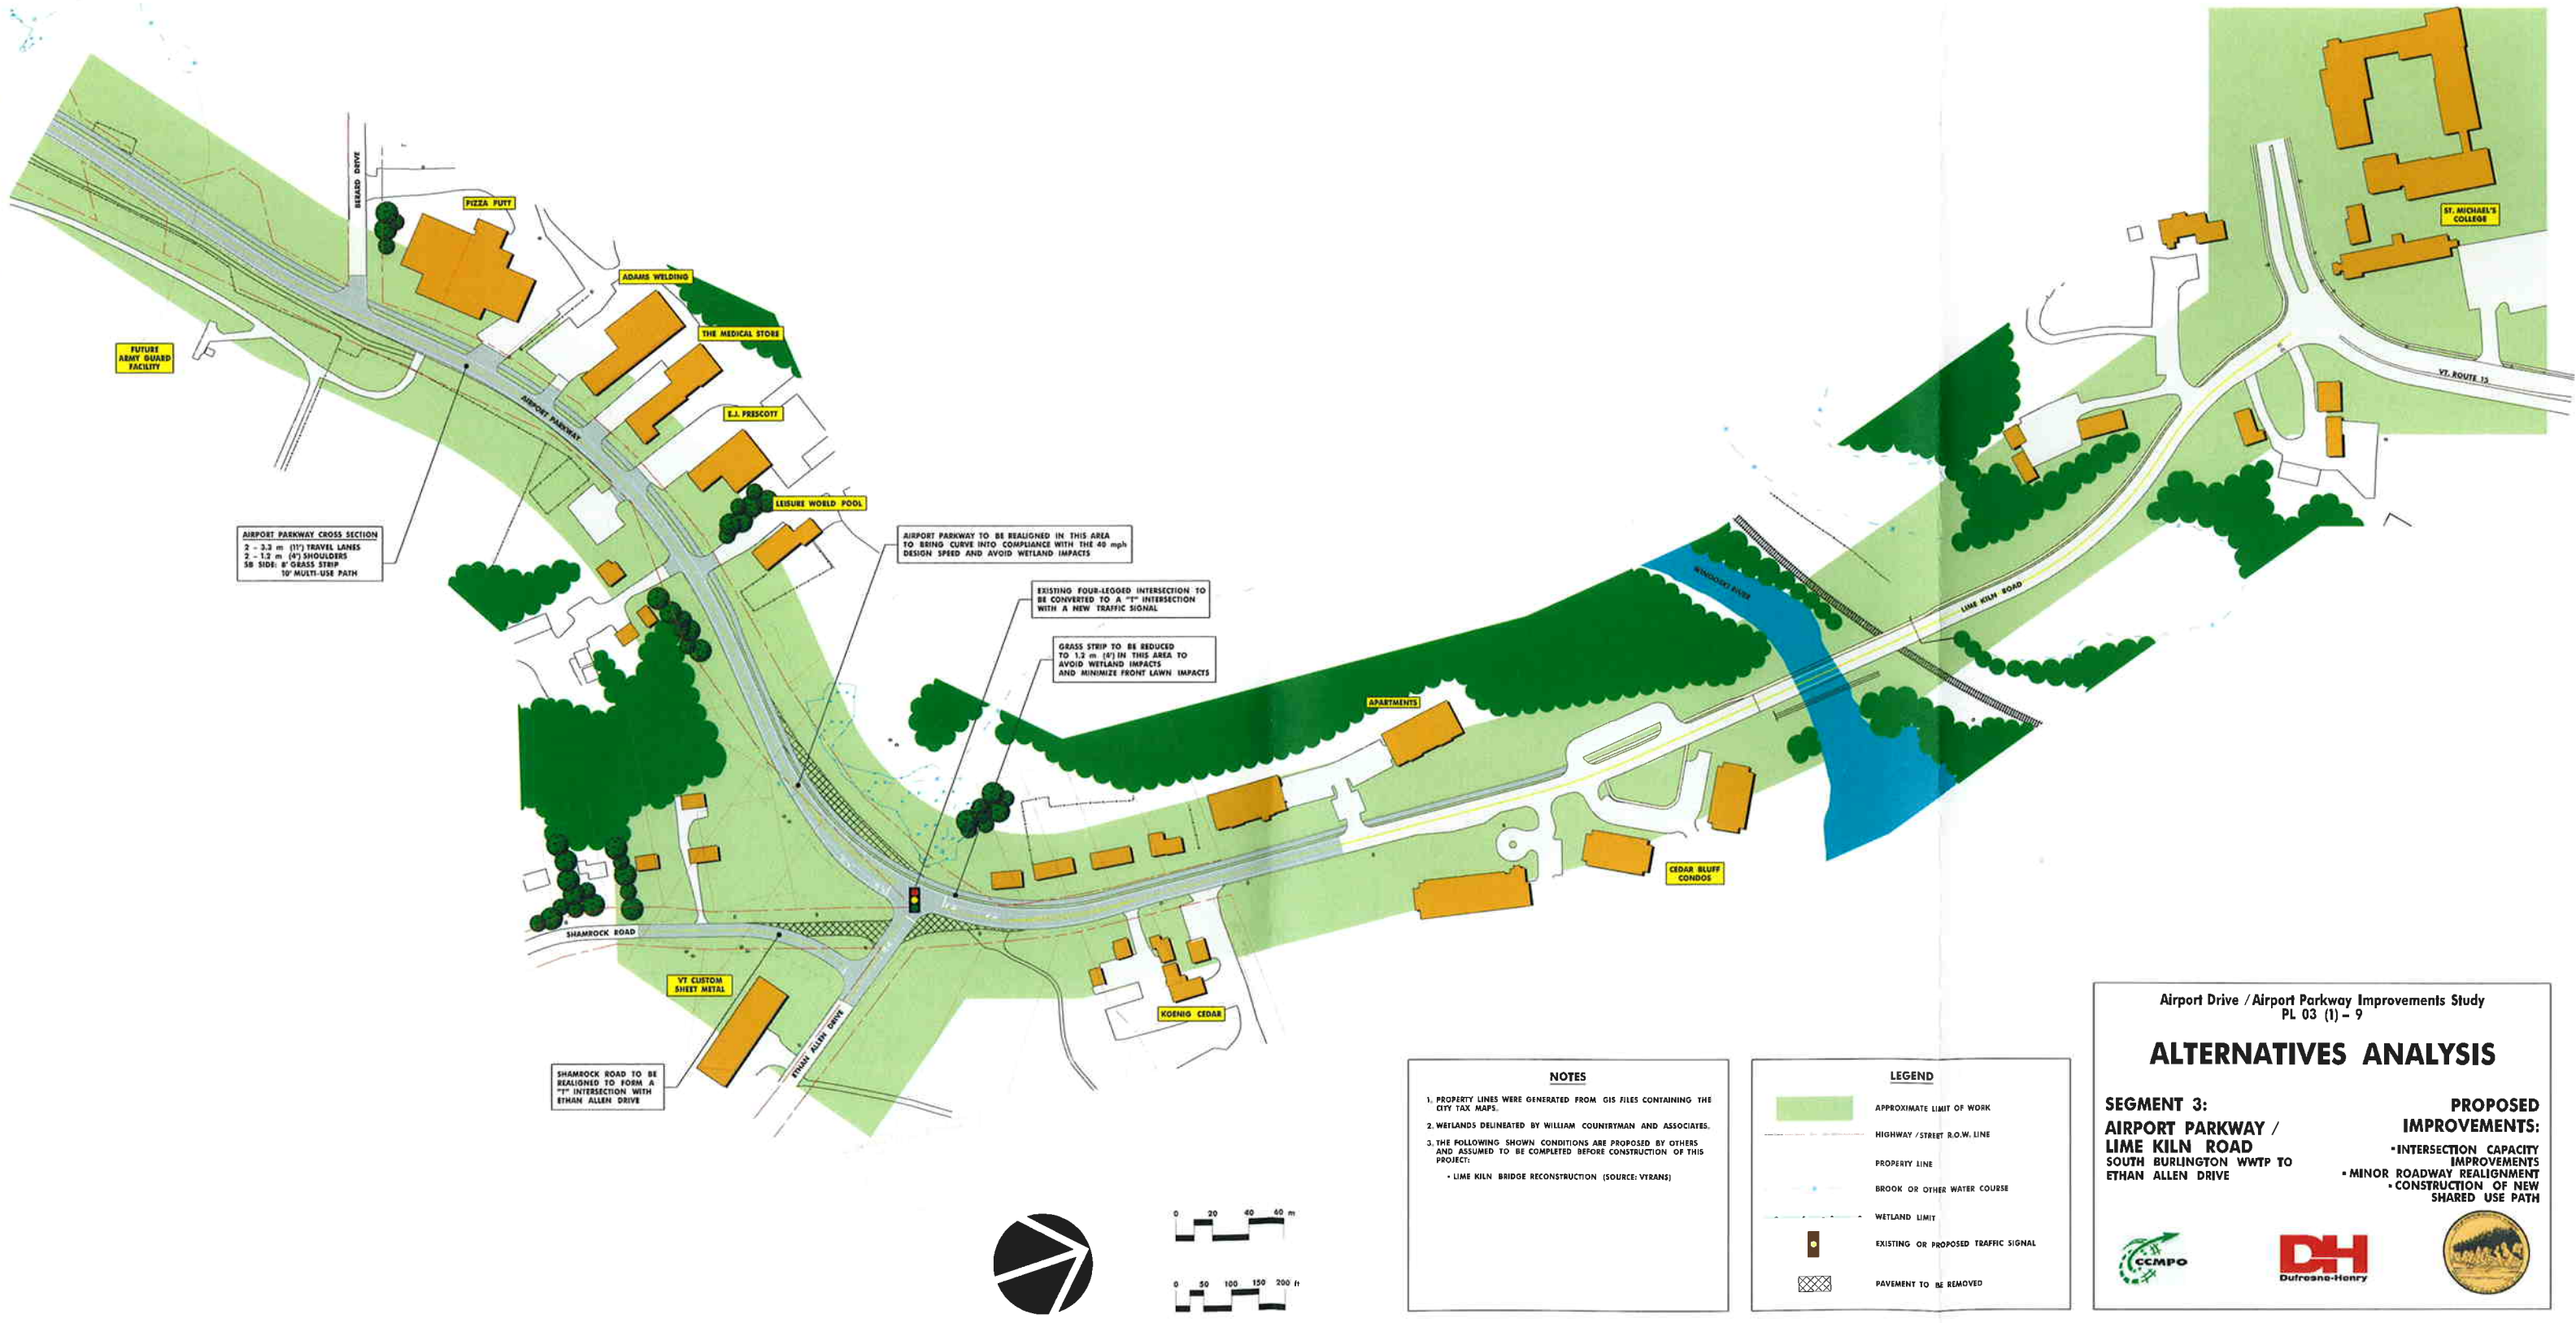 BERARD DRIVE
PIZZA PUTT
ADAMS WELDING
THE MEDICAL STORE
E.J. PRESCOTT
LEISURE WORLD POOL
FUTURE
ARMY GUARD
FACILITY
AIRPORT PARKWAY
AIRPORT PARKWAY CROSS SECTION
2 - 3.3 m (11') TRAVEL LANES
2 - 1.2 m (4') SHOULDERS
SB SIDE: 8' GRASS STRIP
10' MULTI-USE PATH
AIRPORT PARKWAY TO BE REALIGNED IN THIS AREA
TO BRING CURVE INTO COMPLIANCE WITH THE 40 mph
DESIGN SPEED AND AVOID WETLAND IMPACTS
EXISTING FOUR-LEGGED INTERSECTION TO
BE CONVERTED TO A "T" INTERSECTION
WITH A NEW TRAFFIC SIGNAL
GRASS STRIP TO BE REDUCED
TO 1.2 m (4') IN THIS AREA TO
AVOID WETLAND IMPACTS
AND MINIMIZE FRONT LAWN IMPACTS
ST. MICHAEL'S
COLLEGE
VT. ROUTE 15
WINOOSKI RIVER
LIME KILN ROAD
APARTMENTS
CEDAR BLUFF
CONDOS
SHAMROCK ROAD
VT CUSTOM
SHEET METAL
KOENIG CEDAR
ETHAN ALLEN DRIVE
SHAMROCK ROAD TO BE
REALIGNED TO FORM A
"T" INTERSECTION WITH
ETHAN ALLEN DRIVE
0 20 40 60 m
0 50 100 150 200 ft
NOTES
1. PROPERTY LINES WERE GENERATED FROM GIS FILES CONTAINING THE
CITY TAX MAPS.
2. WETLANDS DELINEATED BY WILLIAM COUNTRYMAN AND ASSOCIATES.
3. THE FOLLOWING SHOWN CONDITIONS ARE PROPOSED BY OTHERS
AND ASSUMED TO BE COMPLETED BEFORE CONSTRUCTION OF THIS
PROJECT:
• LIME KILN BRIDGE RECONSTRUCTION (SOURCE: VTRANS)
LEGEND
APPROXIMATE LIMIT OF WORK
HIGHWAY / STREET R.O.W. LINE
PROPERTY LINE
BROOK OR OTHER WATER COURSE
WETLAND LIMIT
EXISTING OR PROPOSED TRAFFIC SIGNAL
PAVEMENT TO BE REMOVED
Airport Drive / Airport Parkway Improvements Study
PL 03 (1) - 9
ALTERNATIVES ANALYSIS
SEGMENT 3:
AIRPORT PARKWAY /
LIME KILN ROAD
SOUTH BURLINGTON WWTP TO
ETHAN ALLEN DRIVE
PROPOSED
IMPROVEMENTS:
• INTERSECTION CAPACITY
IMPROVEMENTS
• MINOR ROADWAY REALIGNMENT
• CONSTRUCTION OF NEW
SHARED USE PATH
CCMPO
DH
Dufresne-Henry